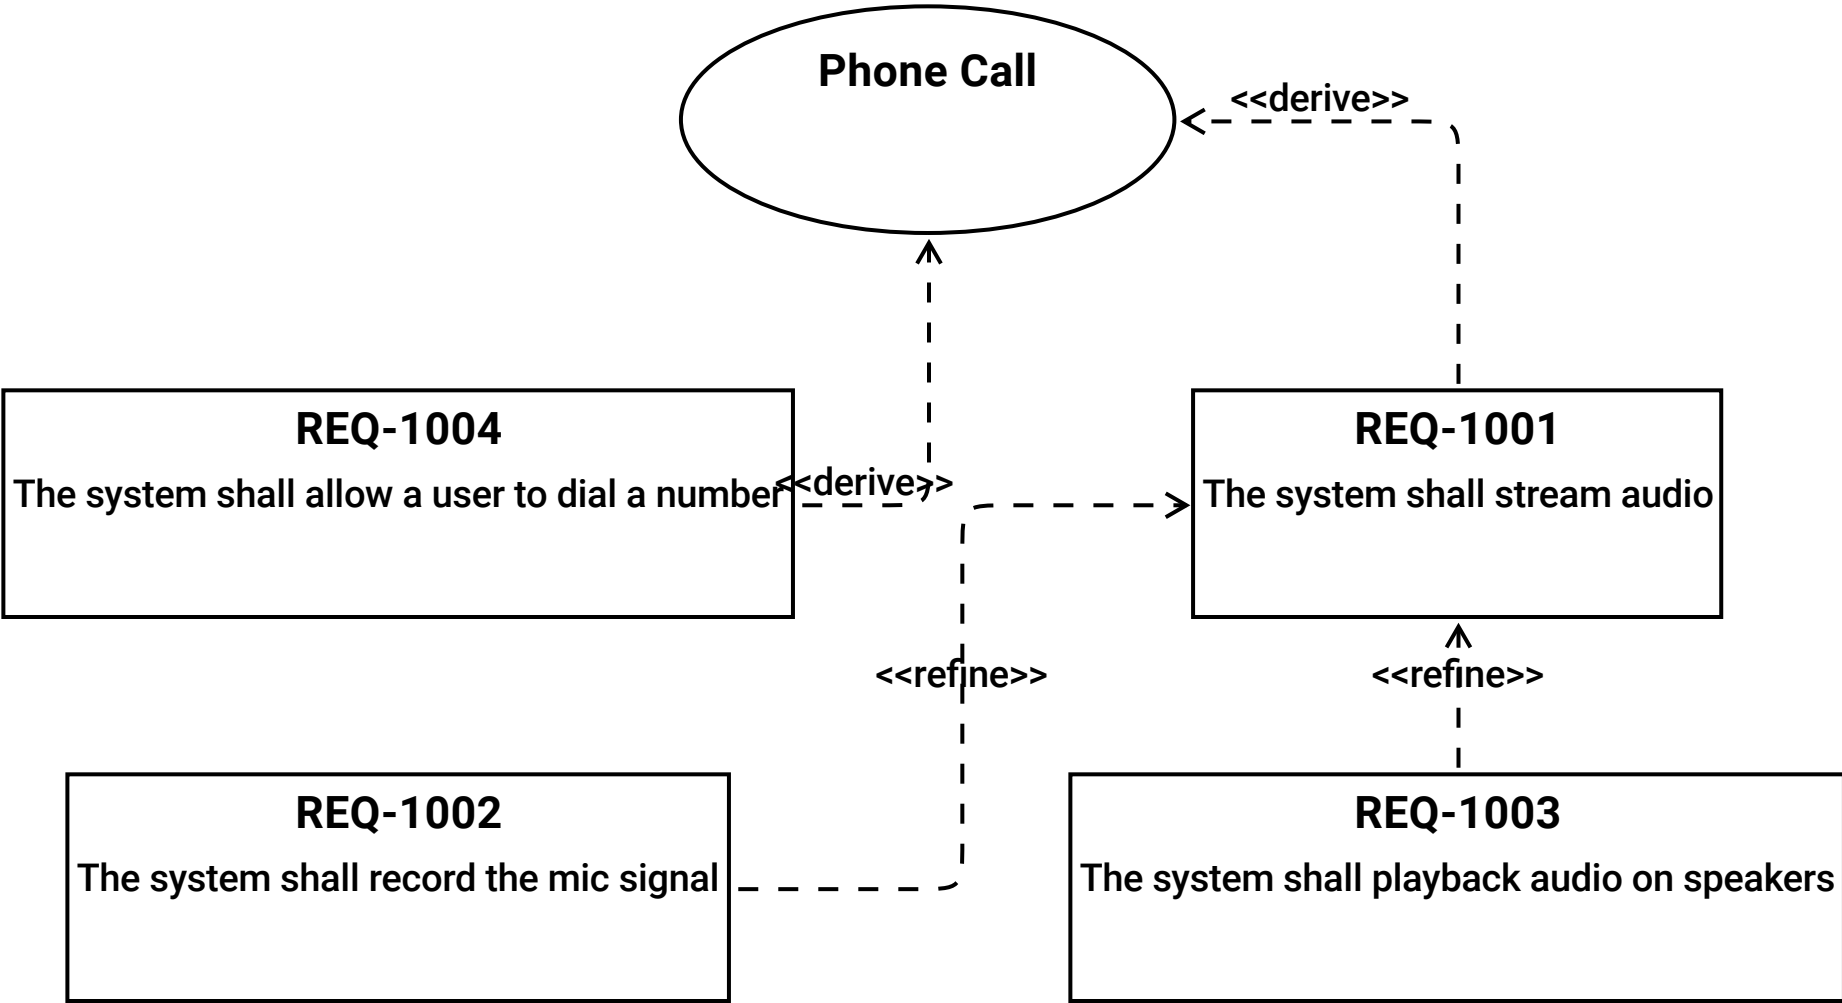 Phone Call
<<derive>>
REQ-1004
The system shall allow a user to dial a number
<<derive>>
REQ-1001
The system shall stream audio
<<refine>>
<<refine>>
REQ-1002
The system shall record the mic signal
REQ-1003
The system shall playback audio on speakers